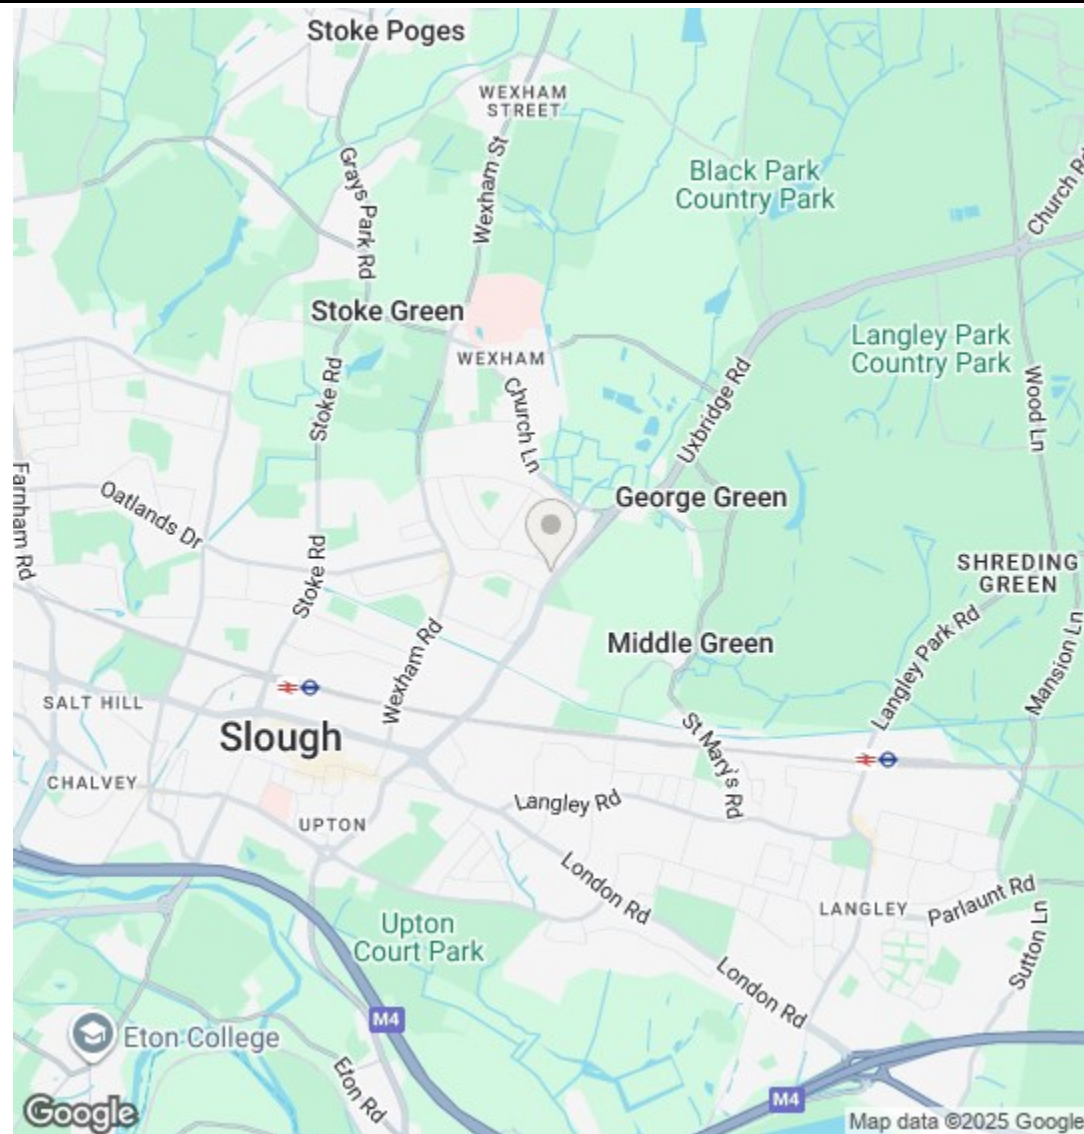 Stoke Poges
WEXHAM
STREET
Wexham St
Grays Park Rd
Black Park
Country Park
Church Rd
Stoke Green
WEXHAM
Church Ln
Stoke Rd
Langley Park
Country Park
Uxbridge Rd
Wood Ln
Farnham Rd
Oatlands Dr
George Green
Stoke Rd
SHREDING
GREEN
Wexham Rd
Middle Green
Langley Park Rd
Mansion Ln
SALT HILL
Slough
St Mary's Rd
CHALVEY
Langley Rd
UPTON
London Rd
Upton
Court Park
LANGLEY
Parlaunt Rd
Sutton Ln
London Rd
M4
Eton College
Eton Rd
M4
Google
Map data ©2025 Google